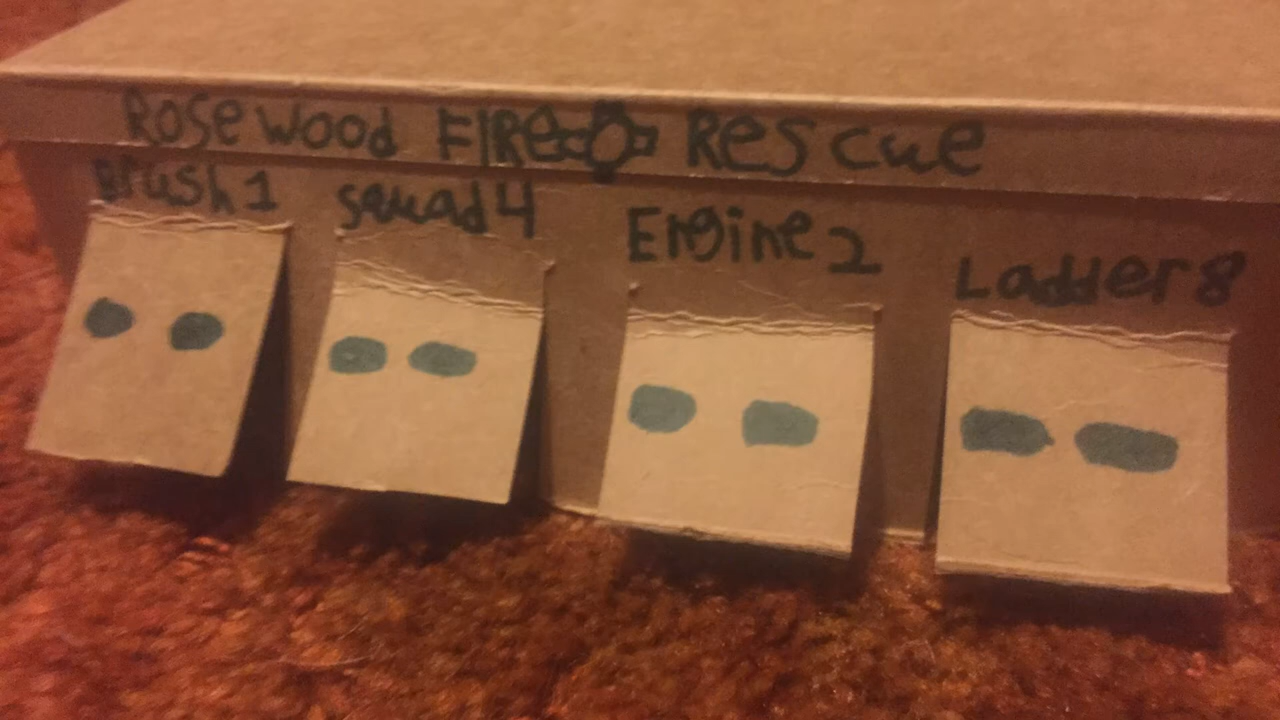 Rosewood FIRe Rescue
Brush 1
squad 4
Engine 2
Ladder 8